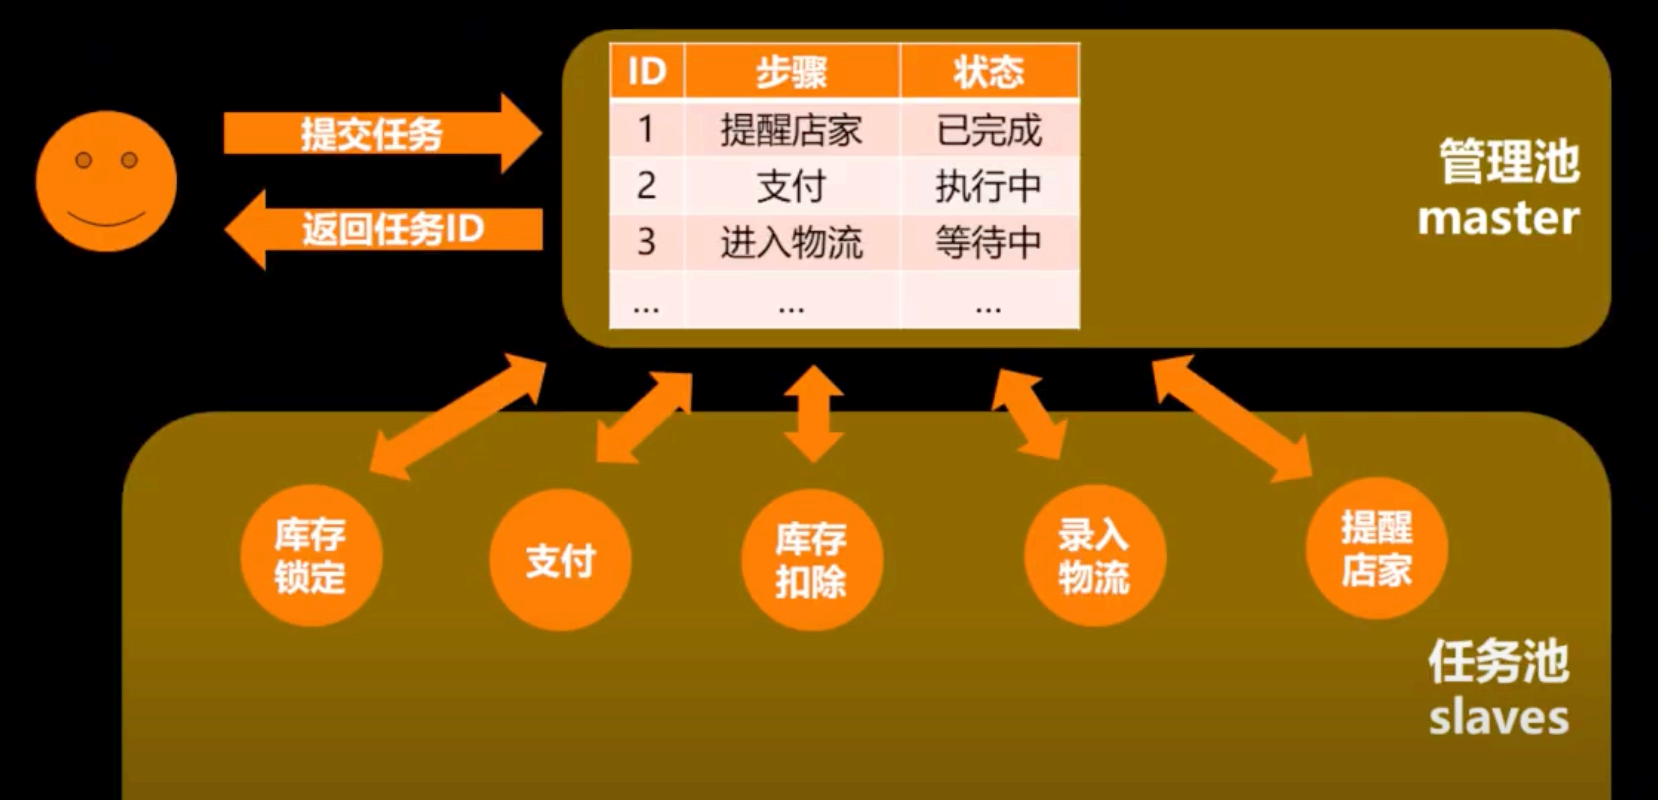 ID 步骤 状态
1 提醒店家 已完成
2 支付 执行中
3 进入物流 等待中
... ... ...
提交任务
返回任务ID
管理池
master
库存
锁定
支付
库存
扣除
录入
物流
提醒
店家
任务池
slaves